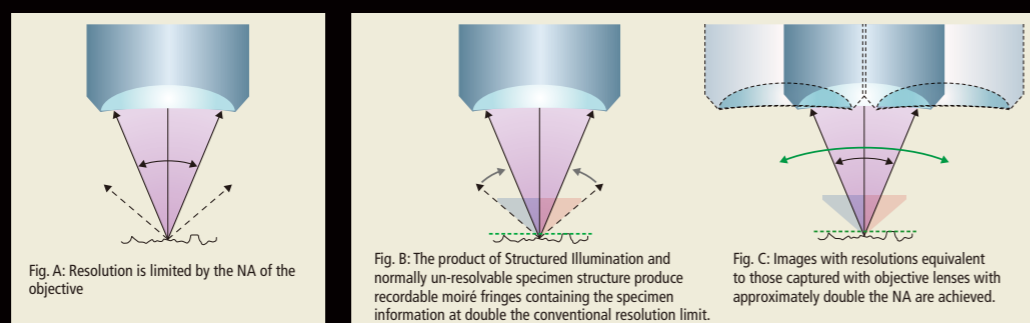 Fig. A: Resolution is limited by the NA of the
objective
Fig. B: The product of Structured Illumination and
normally un-resolvable specimen structure produce
recordable moiré fringes containing the specimen
information at double the conventional resolution limit.
Fig. C: Images with resolutions equivalent
to those captured with objective lenses with
approximately double the NA are achieved.